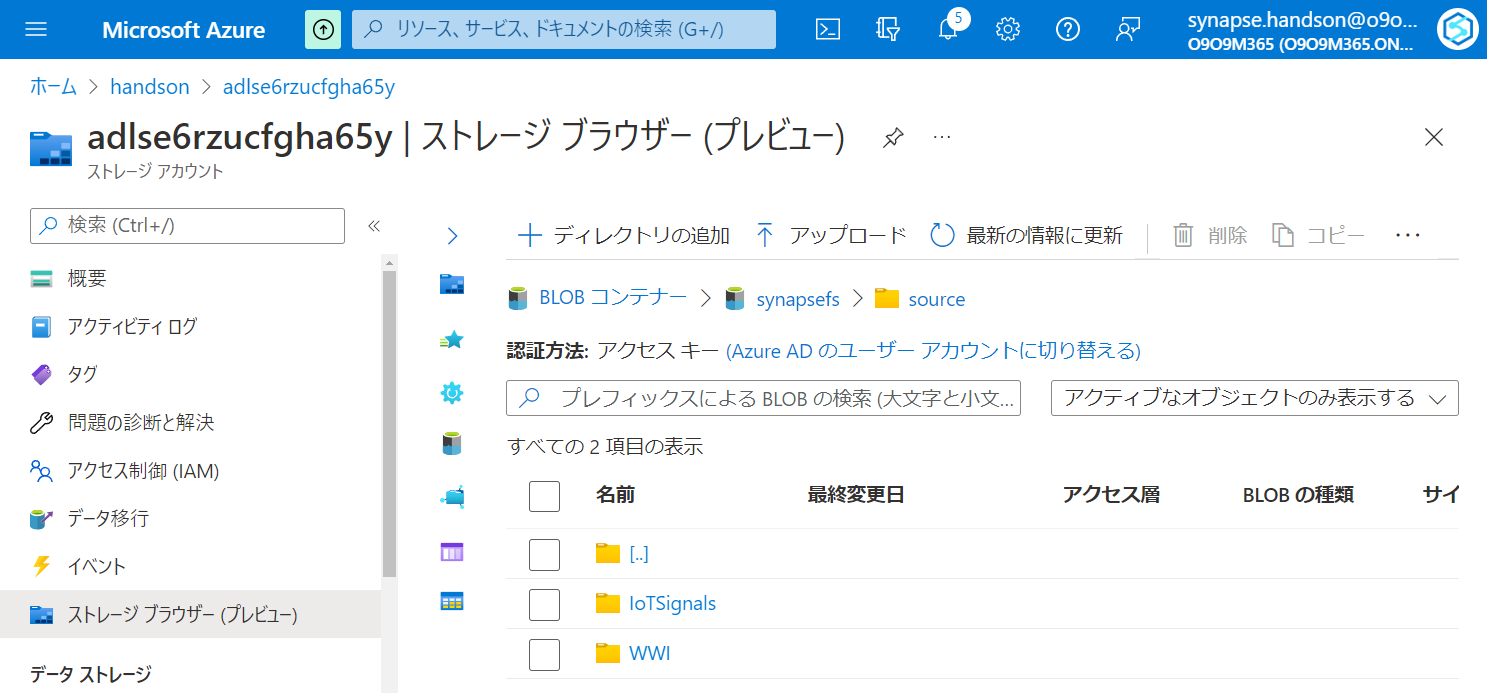 Microsoft Azure
リソース、サービス、ドキュメントの検索 (G+/)
5
synapse.handson@o9o...
O9O9M365 (O9O9M365.ON...
ホーム > handson > adlse6rzucfgha65y
adlse6rzucfgha65y | ストレージ ブラウザー (プレビュー)
ストレージ アカウント
検索 (Ctrl+/)
概要
アクティビティ ログ
タグ
問題の診断と解決
アクセス制御 (IAM)
データ移行
イベント
ストレージ ブラウザー (プレビュー)
データ ストレージ
ディレクトリの追加 アップロード 最新の情報に更新 削除 コピー ...
BLOB コンテナー > synapsefs > source
認証方法: アクセス キー (Azure AD のユーザー アカウントに切り替える)
プレフィックスによる BLOB の検索 (大文字と小文... アクティブなオブジェクトのみ表示する
すべての 2 項目の表示
名前 最終変更日 アクセス層 BLOB の種類 サイ
[..]
IoTSignals
WWI